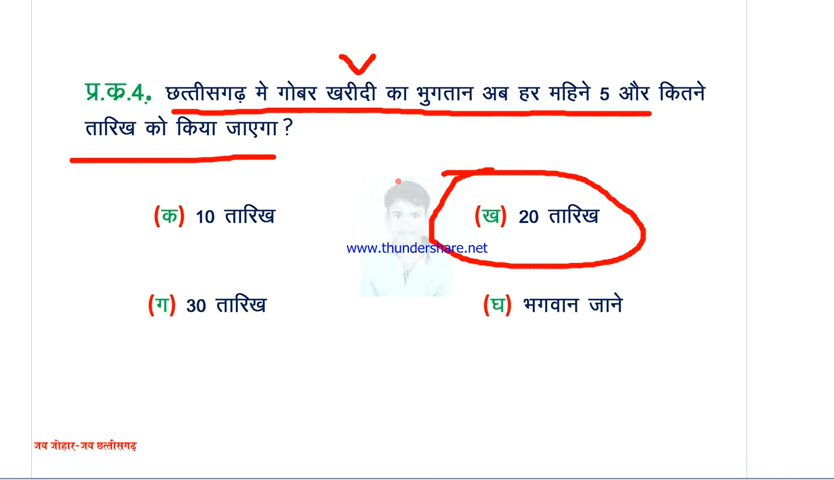 प्र.क.4. छत्तीसगढ़ मे गोबर खरीदी का भुगतान अब हर महिने 5 और कितने
तारिख को किया जाएगा ?
(क) 10 तारिख (ख) 20 तारिख
www.thundershare.net
(ग) 30 तारिख (घ) भगवान जाने
जय जोहार-जय छत्तीसगढ़